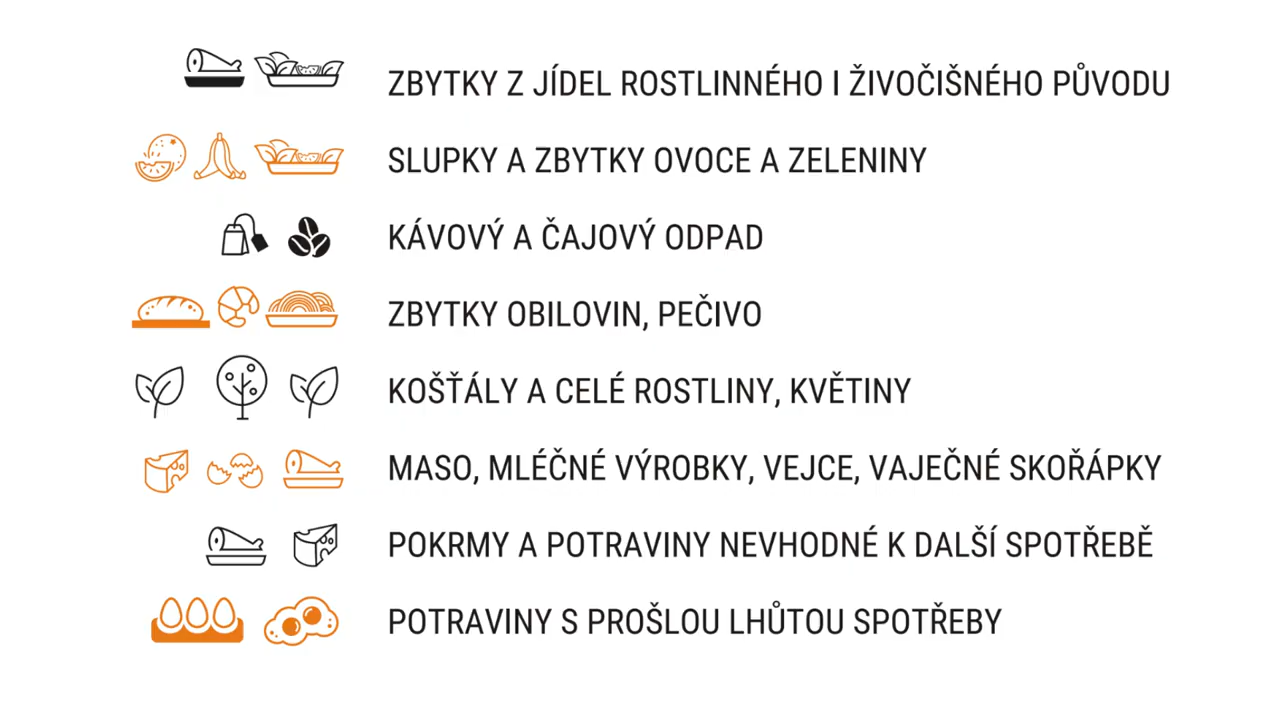 ZBYTKY Z JÍDEL ROSTLINNÉHO I ŽIVOČIŠNÉHO PŮVODU
SLUPKY A ZBYTKY OVOCE A ZELENINY
KÁVOVÝ A ČAJOVÝ ODPAD
ZBYTKY OBILOVIN, PEČIVO
KOŠŤÁLY A CELÉ ROSTLINY, KVĚTINY
MASO, MLÉČNÉ VÝROBKY, VEJCE, VAJEČNÉ SKOŘÁPKY
POKRMY A POTRAVINY NEVHODNÉ K DALŠÍ SPOTŘEBĚ
POTRAVINY S PROŠLOU LHŮTOU SPOTŘEBY